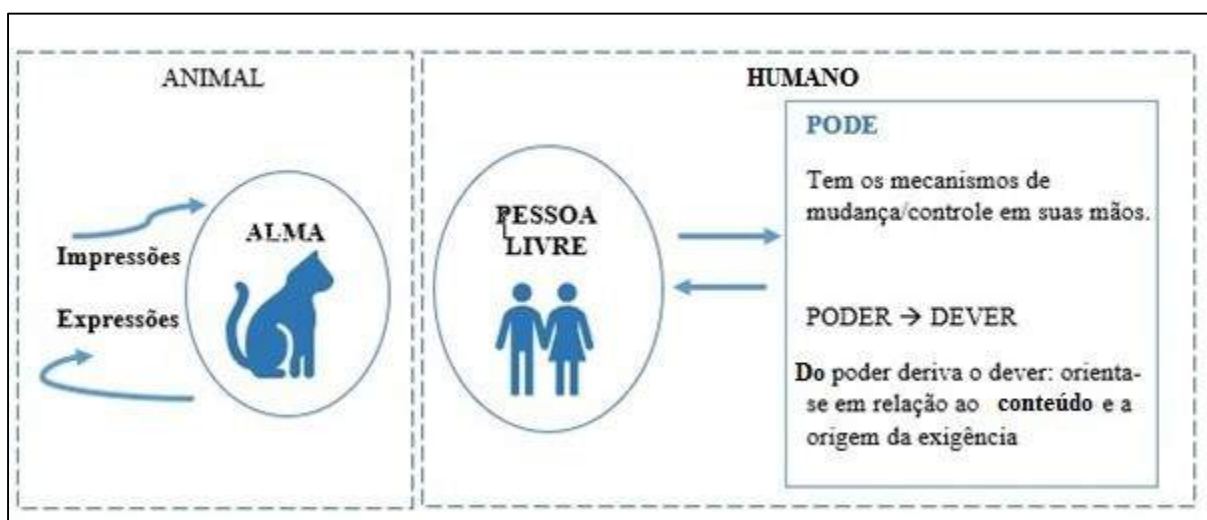 ANIMAL
Impressões
Expressões
ALMA
HUMANO
PESSOA
LIVRE
PODE
Tem os mecanismos de
mudança/controle em suas mãos.
PODER → DEVER
Do poder deriva o dever: orienta-
se em relação ao conteúdo e a
origem da exigência